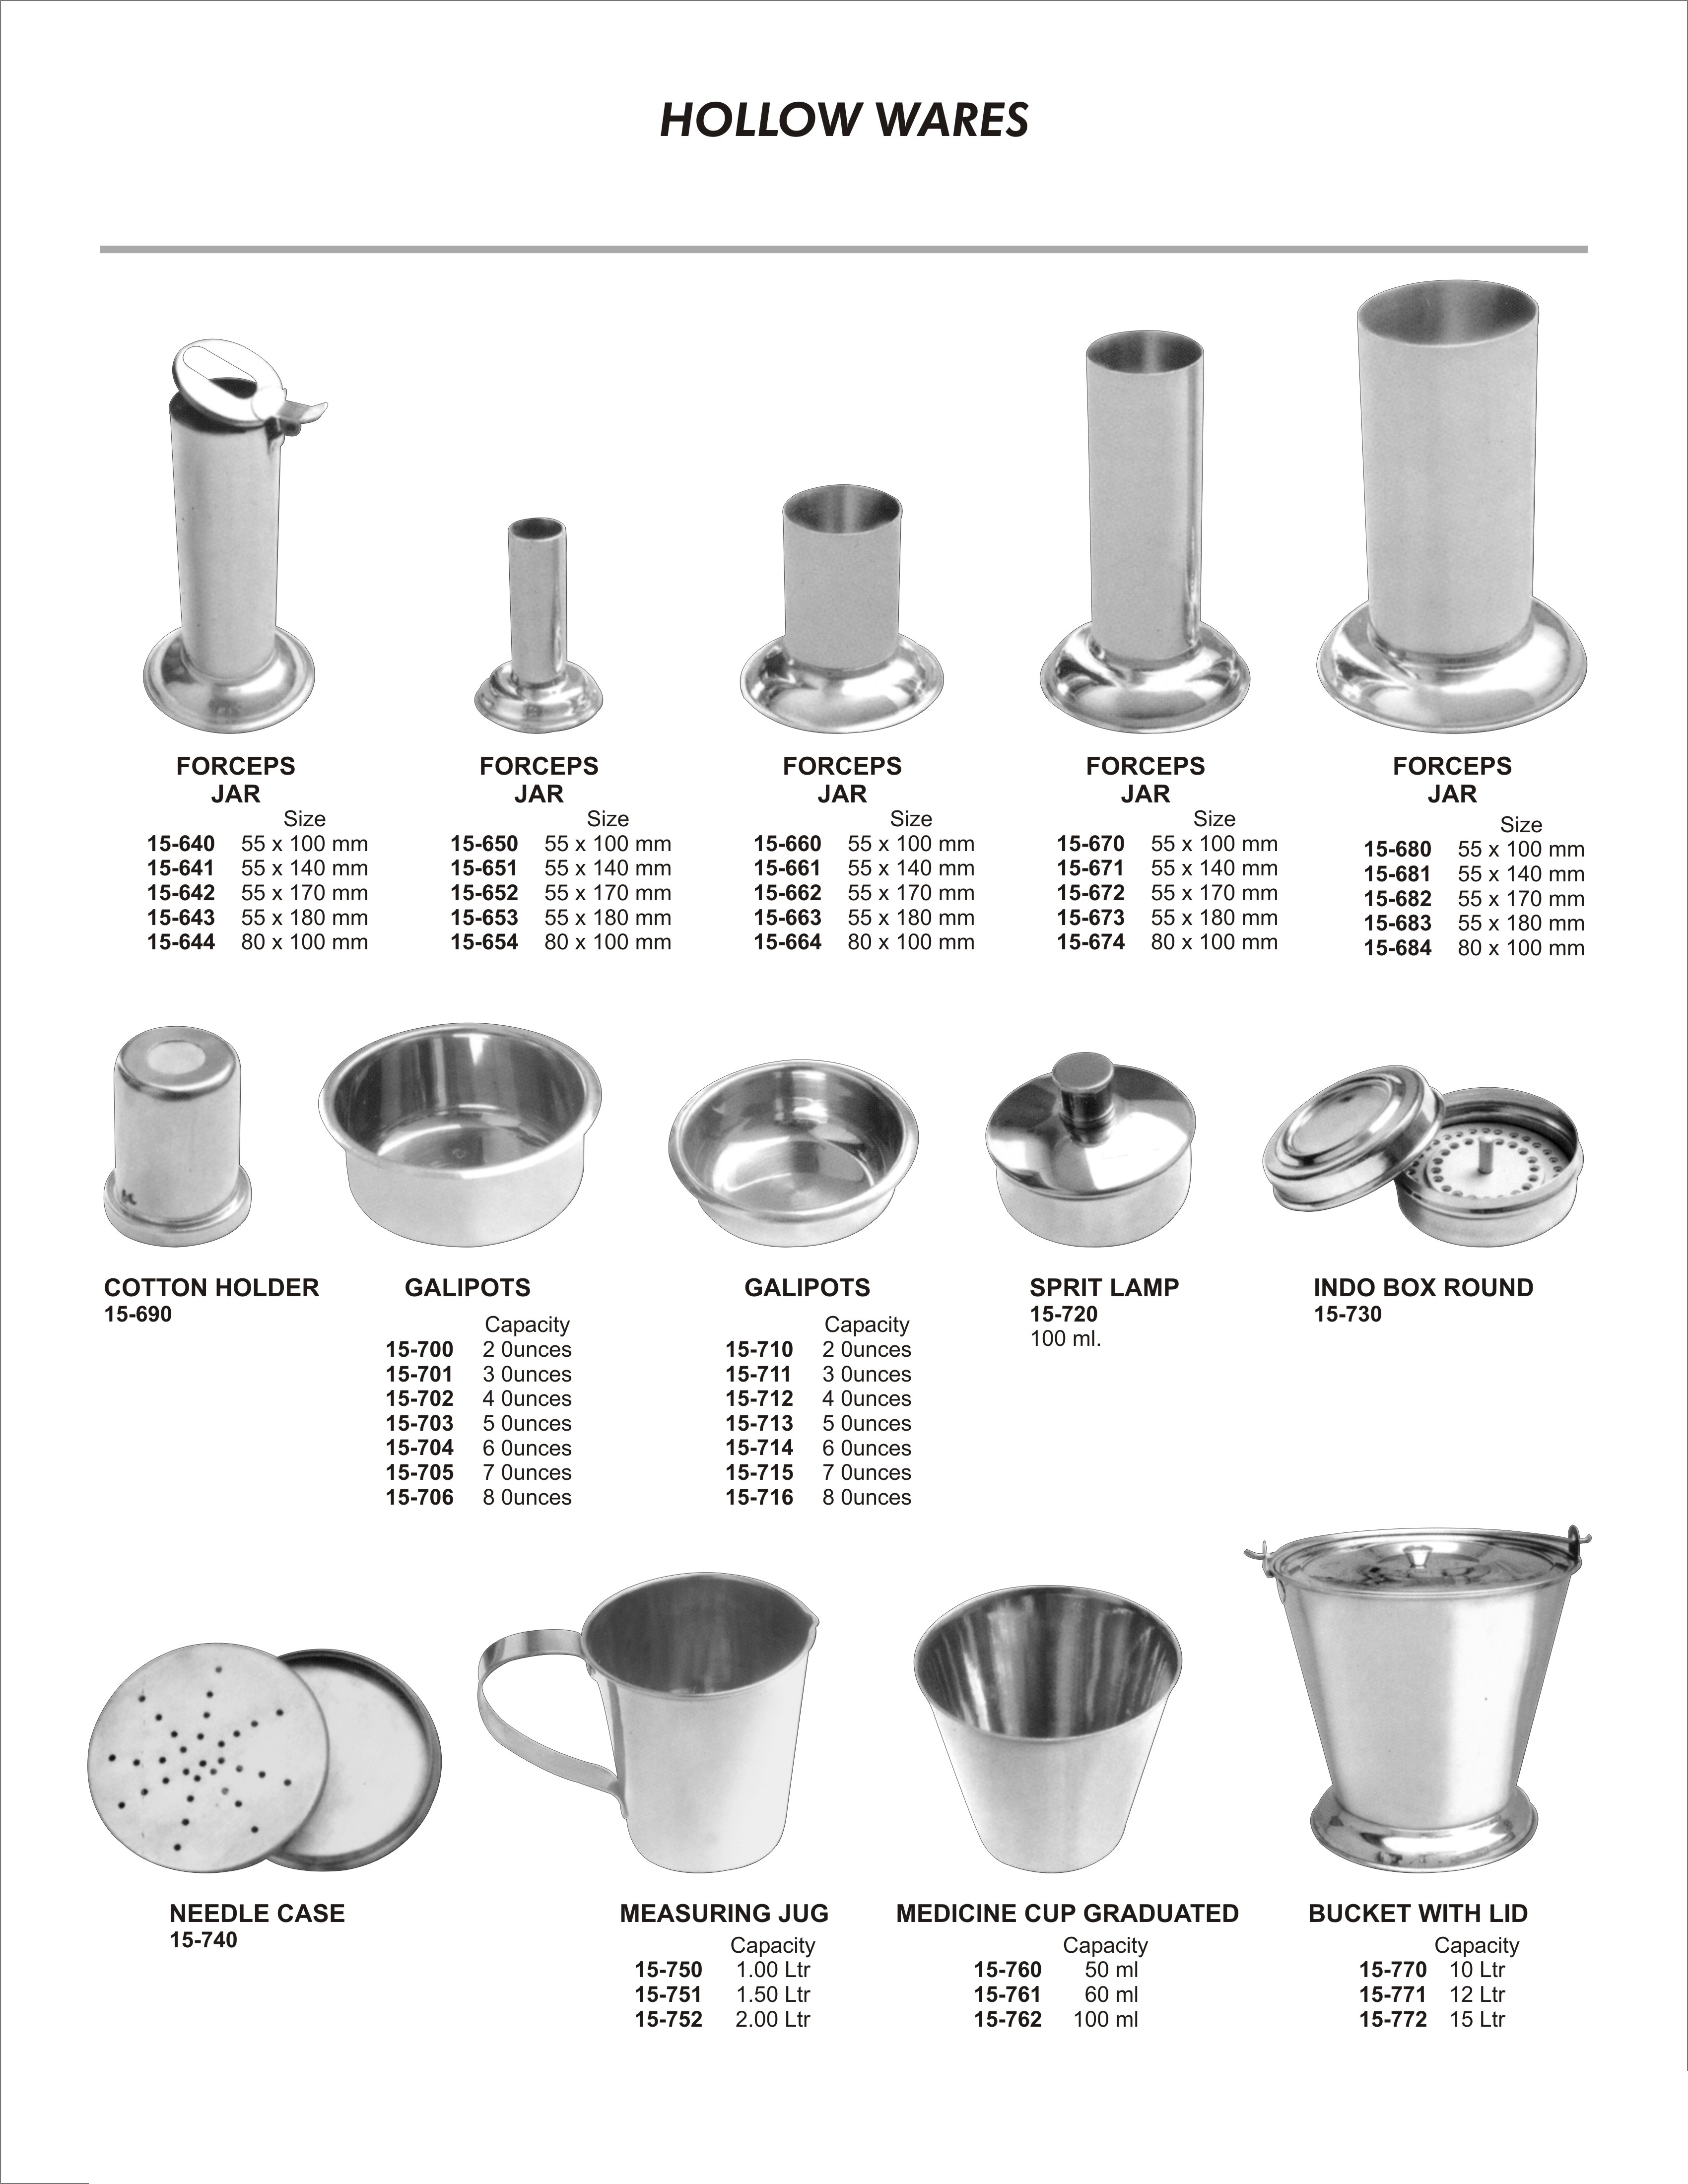 HOLLOW WARES
FORCEPS
JAR
Size
15-640 55 x 100 mm
15-641 55 x 140 mm
15-642 55 x 170 mm
15-643 55 x 180 mm
15-644 80 x 100 mm
FORCEPS
JAR
Size
15-650 55 x 100 mm
15-651 55 x 140 mm
15-652 55 x 170 mm
15-653 55 x 180 mm
15-654 80 x 100 mm
FORCEPS
JAR
Size
15-660 55 x 100 mm
15-661 55 x 140 mm
15-662 55 x 170 mm
15-663 55 x 180 mm
15-664 80 x 100 mm
FORCEPS
JAR
Size
15-670 55 x 100 mm
15-671 55 x 140 mm
15-672 55 x 170 mm
15-673 55 x 180 mm
15-674 80 x 100 mm
FORCEPS
JAR
Size
15-680 55 x 100 mm
15-681 55 x 140 mm
15-682 55 x 170 mm
15-683 55 x 180 mm
15-684 80 x 100 mm
COTTON HOLDER
15-690
GALIPOTS
Capacity
15-700 2 0unces
15-701 3 0unces
15-702 4 0unces
15-703 5 0unces
15-704 6 0unces
15-705 7 0unces
15-706 8 0unces
GALIPOTS
Capacity
15-710 2 0unces
15-711 3 0unces
15-712 4 0unces
15-713 5 0unces
15-714 6 0unces
15-715 7 0unces
15-716 8 0unces
SPRIT LAMP
15-720
100 ml.
INDO BOX ROUND
15-730
NEEDLE CASE
15-740
MEASURING JUG
Capacity
15-750 1.00 Ltr
15-751 1.50 Ltr
15-752 2.00 Ltr
MEDICINE CUP GRADUATED
Capacity
15-760 50 ml
15-761 60 ml
15-762 100 ml
BUCKET WITH LID
Capacity
15-770 10 Ltr
15-771 12 Ltr
15-772 15 Ltr